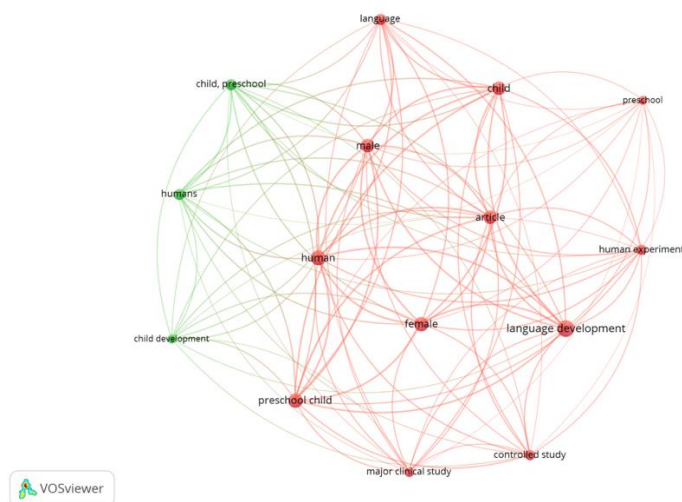 language
child, preschool
child
preschool
male
humans
article
human experiment
human
female
language development
child development
preschool child
controlled study
major clinical study
VOSviewer